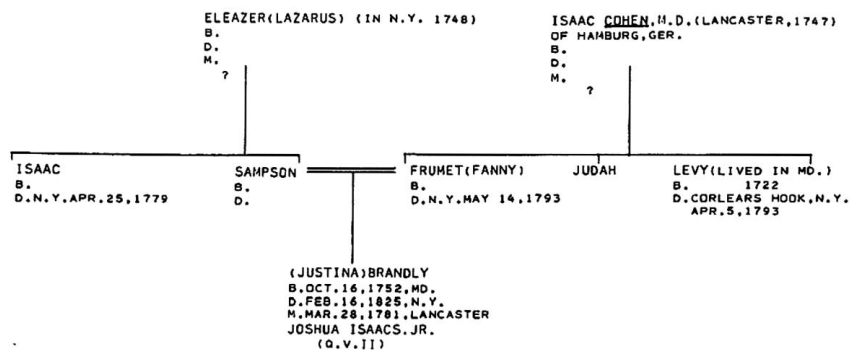 ELEAZER(LAZARUS) (IN N.Y. 1748)
B.
D.
M.
?
ISAAC COHEN,M.D.(LANCASTER,1747)
OF HAMBURG,GER.
B.
D.
M.
?
ISAAC
B.
D.N.Y.APR.25,1779
SAMPSON
B.
D.
FRUMET(FANNY)
B.
D.N.Y.MAY 14,1793
JUDAH
LEVY(LIVED IN MD.)
B. 1722
D.CORLEARS HOOK,N.Y.
APR.5,1793
(JUSTINA)BRANDLY
B.OCT.16,1752,MD.
D.FEB.16,1825,N.Y.
M.MAR.28,1781,LANCASTER
JOSHUA ISAACS,JR.
(Q.V.II)